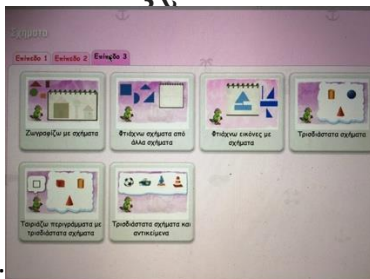 Σχήματα
Επίπεδο 1 Επίπεδο 2 Επίπεδο 3
Ζωγραφίζω με σχήματα
Φτιάχνω σχήματα από
άλλα σχήματα
Φτιάχνω εικόνες με
σχήματα
Τρισδιάστατα σχήματα
Ταιριάζω περιγράμματα με
τρισδιάστατα σχήματα
Τρισδιάστατα σχήματα και
αντικείμενα